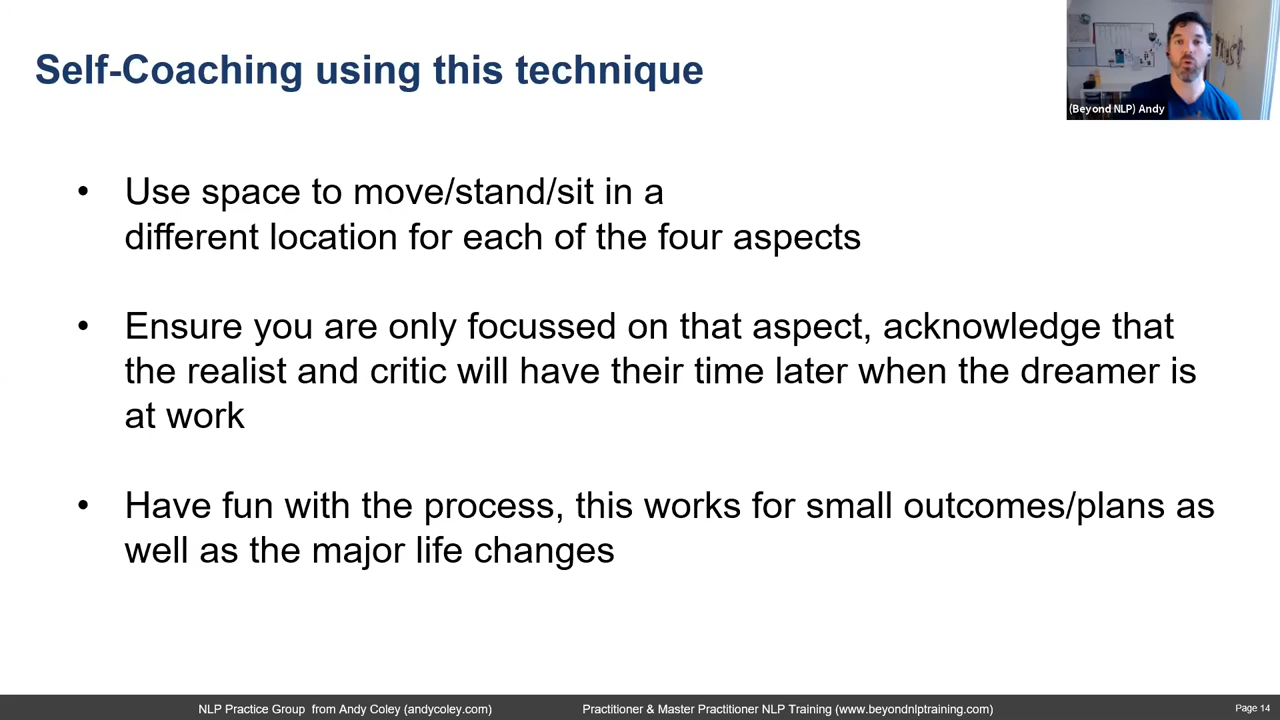 Self-Coaching using this technique
(Beyond NLP) Andy
• Use space to move/stand/sit in a
different location for each of the four aspects
• Ensure you are only focussed on that aspect, acknowledge that
the realist and critic will have their time later when the dreamer is
at work
• Have fun with the process, this works for small outcomes/plans as
well as the major life changes
NLP Practice Group from Andy Coley (andycoley.com)
Practitioner & Master Practitioner NLP Training (www.beyondnlptraining.com)
Page 14